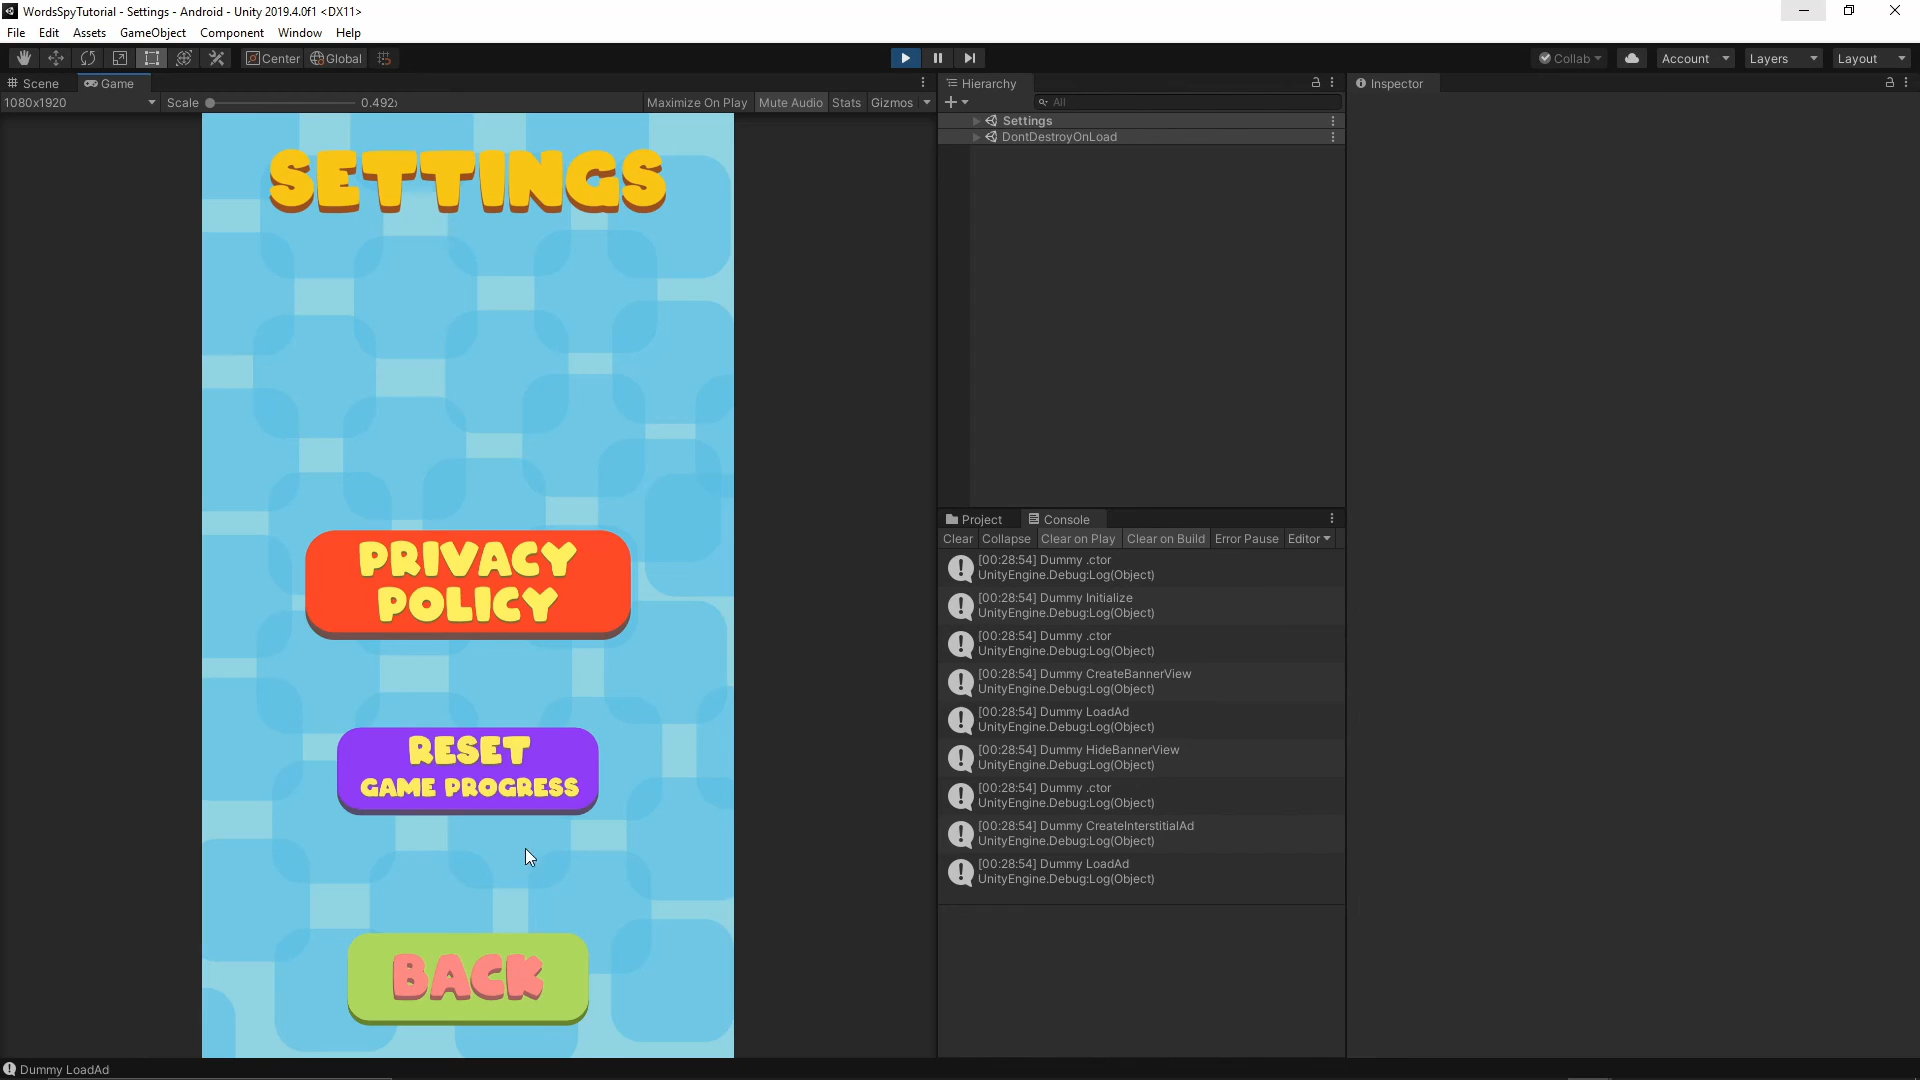 WordsSpyTutorial - Settings - Android - Unity 2019.4.0f1 <DX11>
File Edit Assets GameObject Component Window Help
Center Global Collab Account Layers Layout
Scene Game
1080x1920 Scale 0.492x Maximize On Play Mute Audio Stats Gizmos
SETTINGS
PRIVACY
POLICY
RESET
GAME PROGRESS
BACK
Hierarchy
All
Settings
DontDestroyOnLoad
Project Console
Clear Collapse Clear on Play Clear on Build Error Pause Editor
[00:28:54] Dummy .ctor
UnityEngine.Debug:Log(Object)
[00:28:54] Dummy Initialize
UnityEngine.Debug:Log(Object)
[00:28:54] Dummy .ctor
UnityEngine.Debug:Log(Object)
[00:28:54] Dummy CreateBannerView
UnityEngine.Debug:Log(Object)
[00:28:54] Dummy LoadAd
UnityEngine.Debug:Log(Object)
[00:28:54] Dummy HideBannerView
UnityEngine.Debug:Log(Object)
[00:28:54] Dummy .ctor
UnityEngine.Debug:Log(Object)
[00:28:54] Dummy CreateInterstitialAd
UnityEngine.Debug:Log(Object)
[00:28:54] Dummy LoadAd
UnityEngine.Debug:Log(Object)
Inspector
Dummy LoadAd